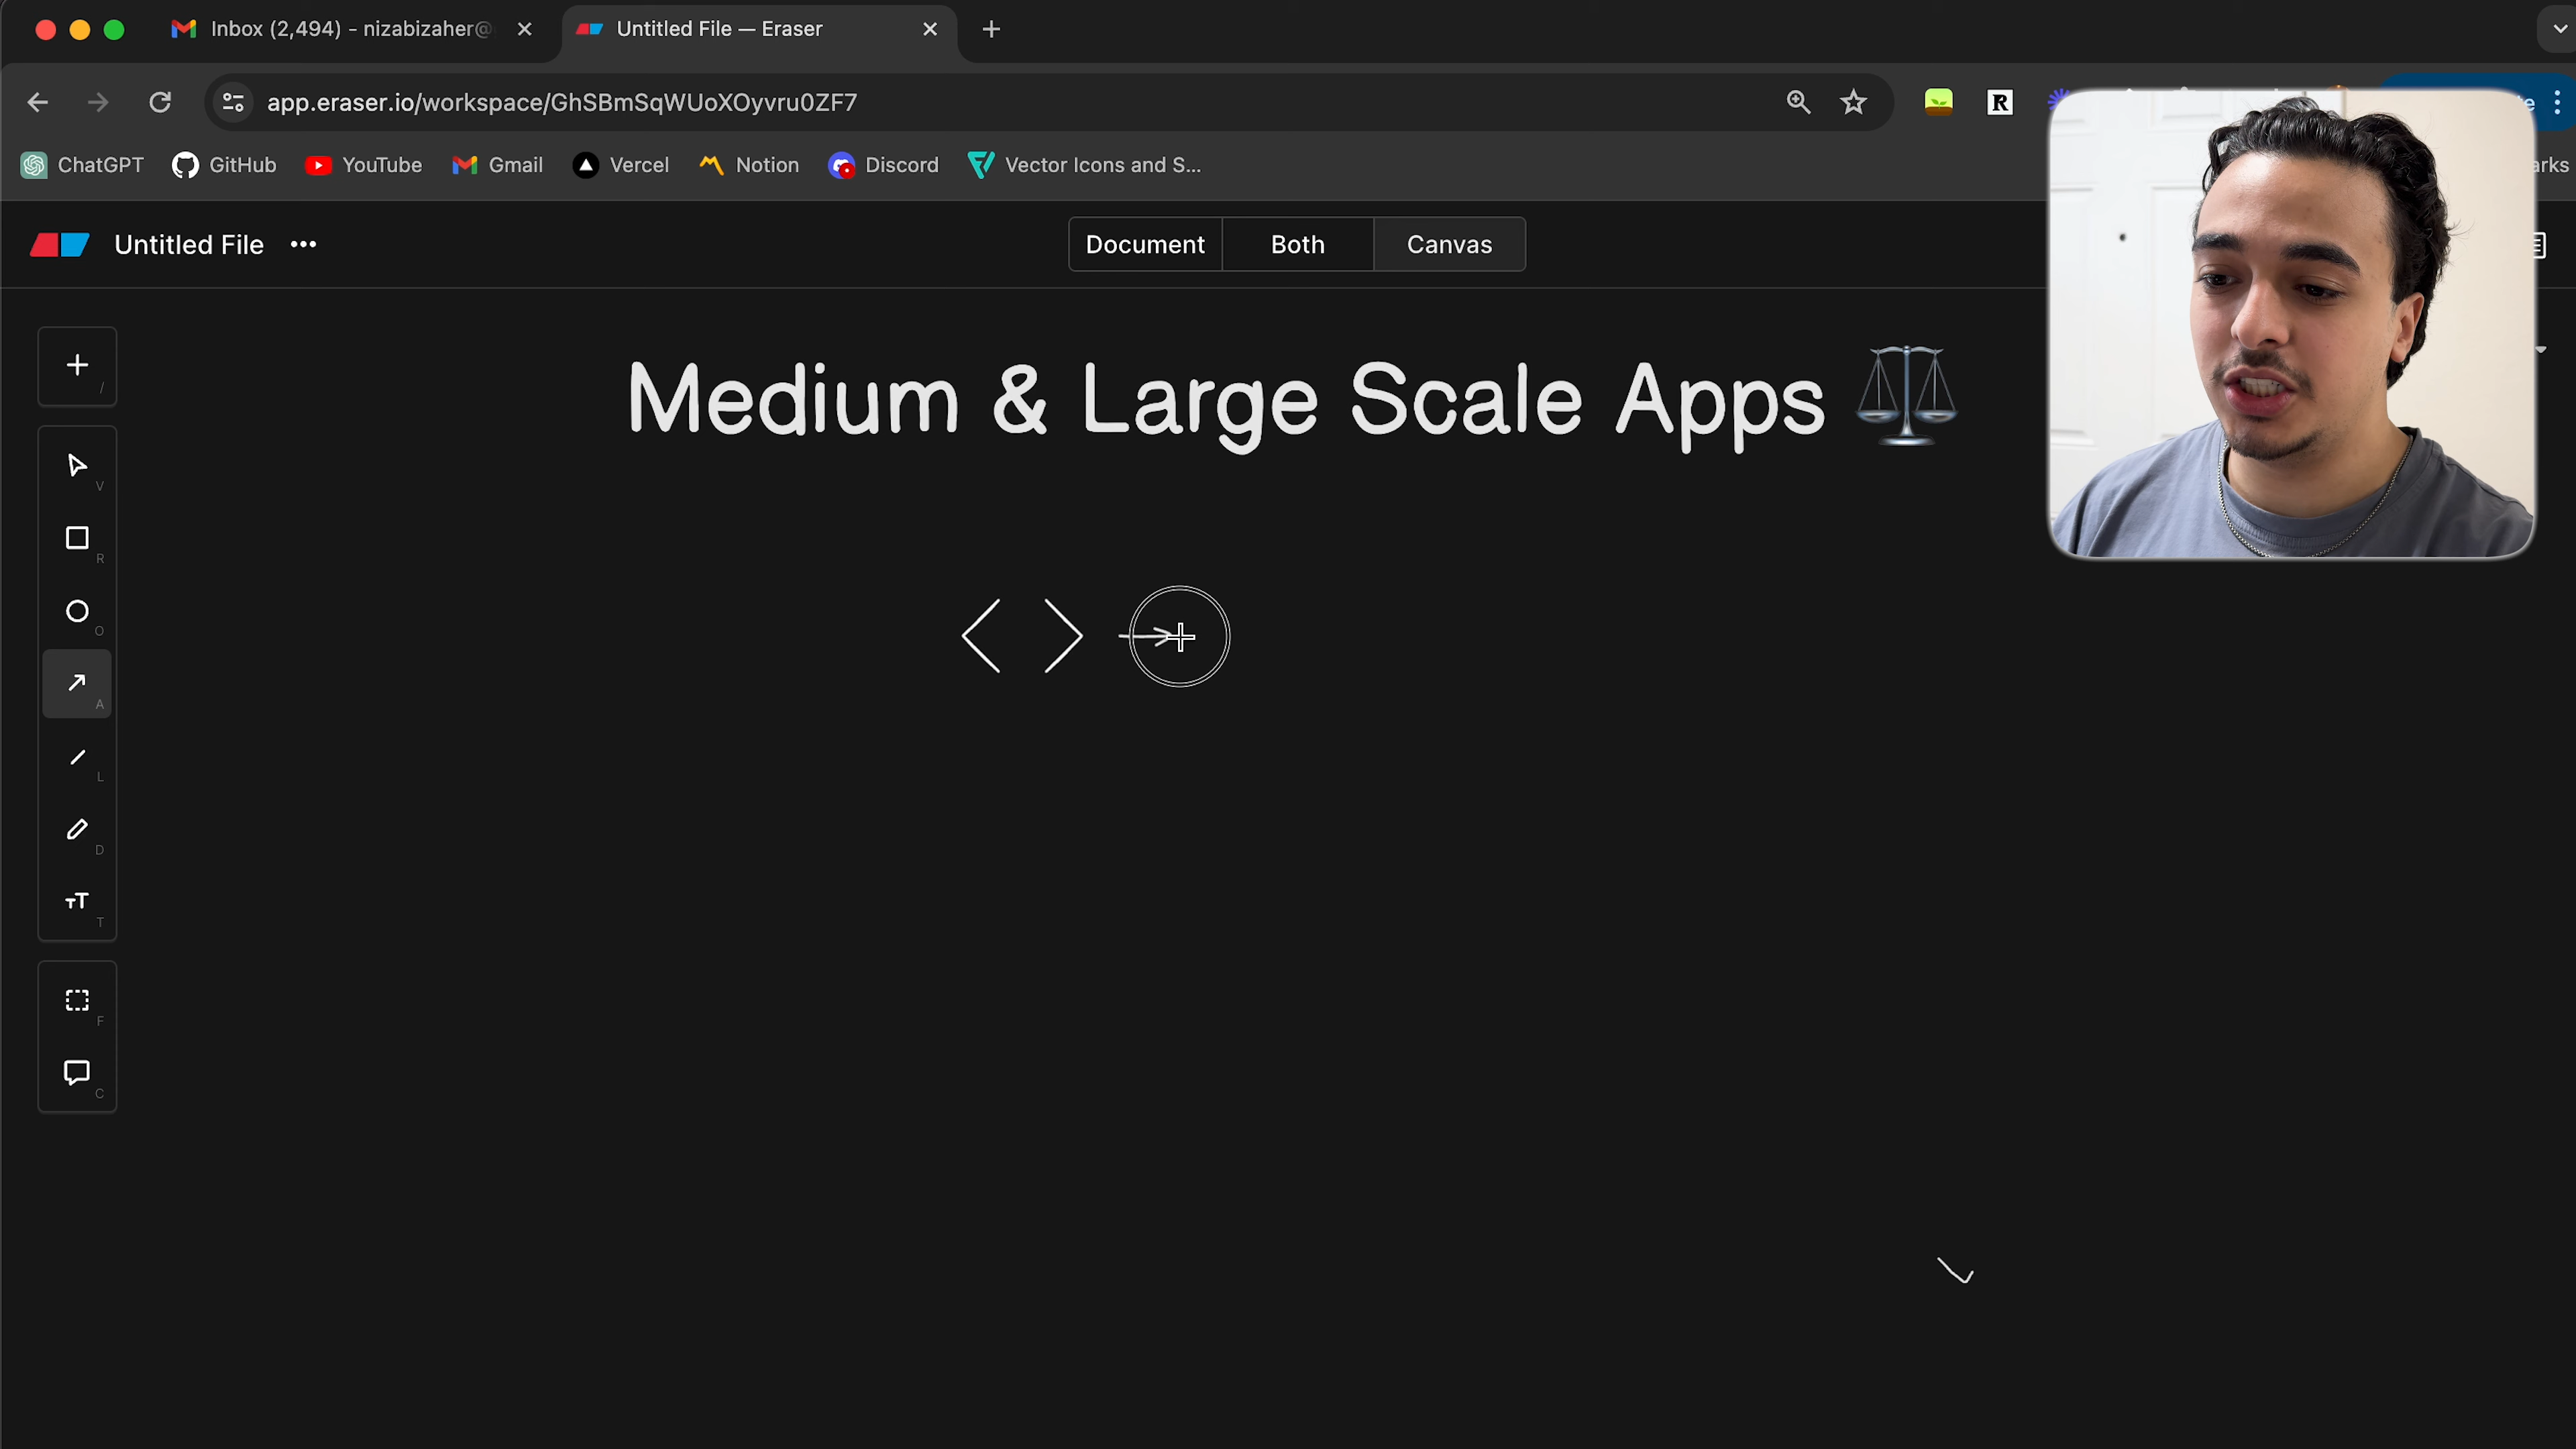 Inbox (2,494) - nizabizaher@
Untitled File — Eraser
app.eraser.io/workspace/GhSBmSqWUoXOyvru0ZF7
ChatGPT
GitHub
YouTube
Gmail
Vercel
Notion
Discord
Vector Icons and S...
Untitled File
Document
Both
Canvas
Medium & Large Scale Apps
/
V
R
O
A
L
D
TT
T
F
C
R